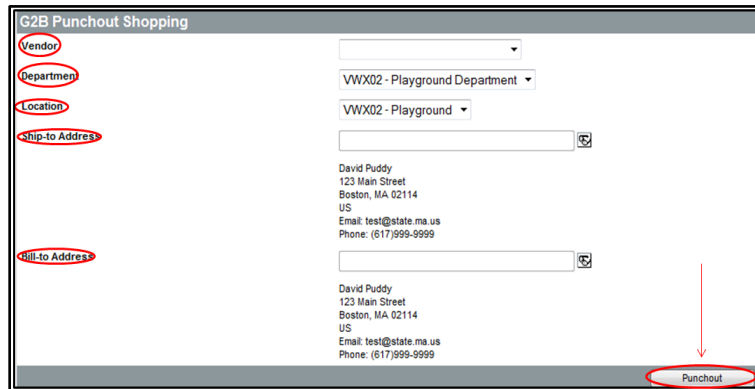 G2B Punchout Shopping
Vendor
Department
VWX02 - Playground Department
Location
VWX02 - Playground
Ship-to Address
David Puddy
123 Main Street
Boston, MA 02114
US
Email: test@state.ma.us
Phone: (617)999-9999
Bill-to Address
David Puddy
123 Main Street
Boston, MA 02114
US
Email: test@state.ma.us
Phone: (617)999-9999
Punchout